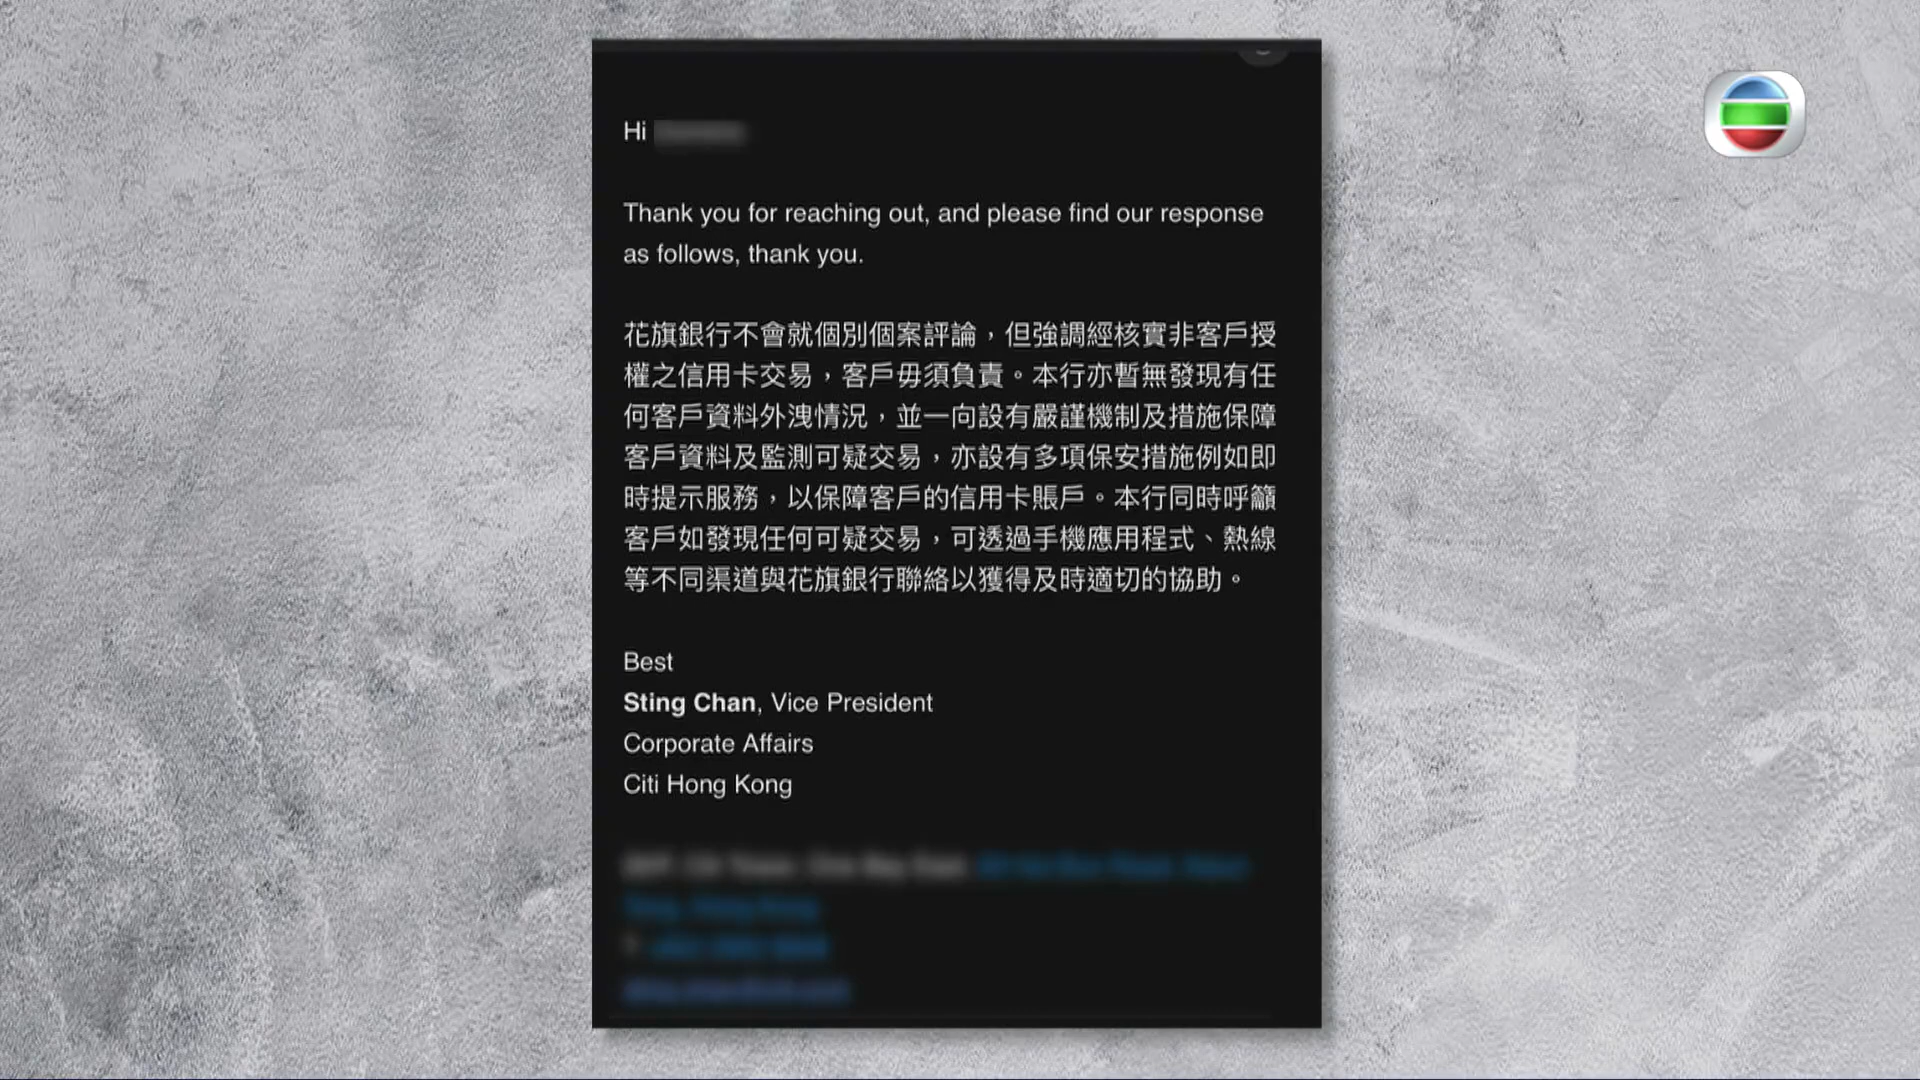 Hi
Thank you for reaching out, and please find our response
as follows, thank you.
花旗銀行不會就個別個案評論，但強調經核實非客戶授
權之信用卡交易，客戶毋須負責。本行亦暫無發現有任
何客戶資料外洩情況，並一向設有嚴謹機制及措施保障
客戶資料及監測可疑交易，亦設有多項保安措施例如即
時提示服務，以保障客戶的信用卡賬戶。本行同時呼籲
客戶如發現任何可疑交易，可透過手機應用程式、熱線
等不同渠道與花旗銀行聯絡以獲得及時適切的協助。
Best
Sting Chan, Vice President
Corporate Affairs
Citi Hong Kong